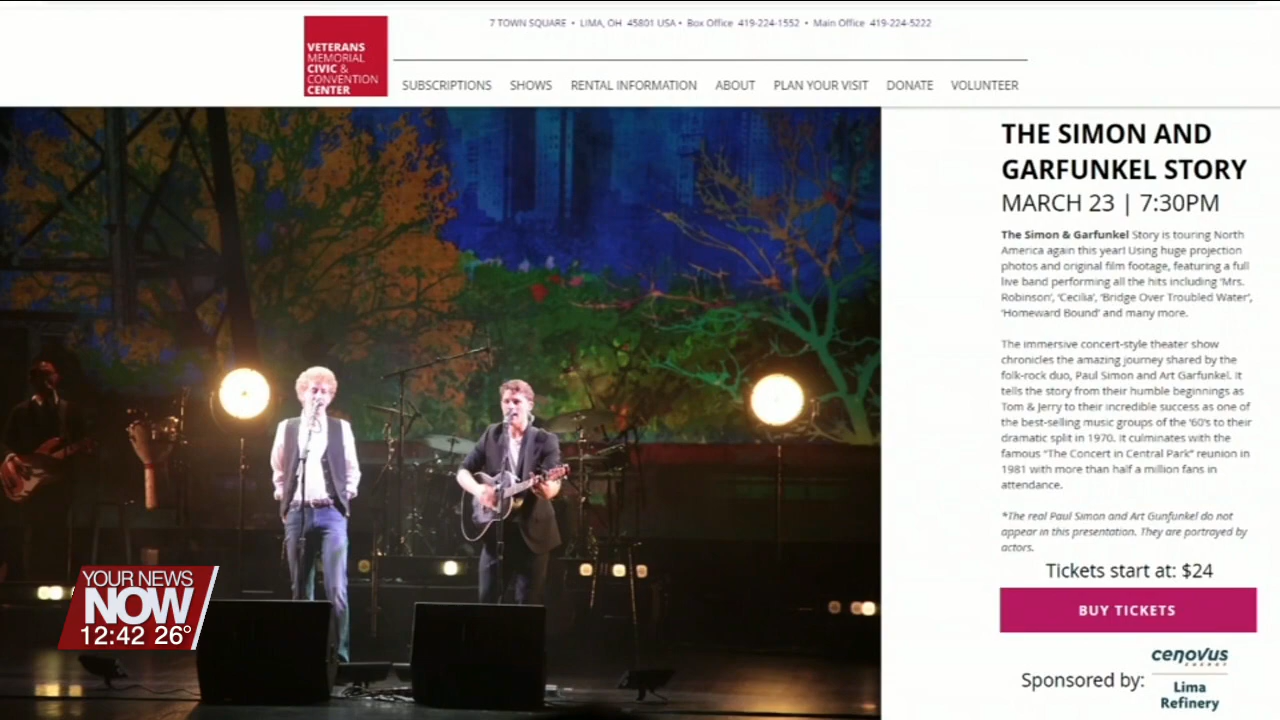 7 TOWN SQUARE • LIMA, OH 45801 USA • Box Office 419-224-1552 • Main Office 419-224-5222
VETERANS
MEMORIAL
CIVIC &
CONVENTION
CENTER
SUBSCRIPTIONS SHOWS RENTAL INFORMATION ABOUT PLAN YOUR VISIT DONATE VOLUNTEER
THE SIMON AND
GARFUNKEL STORY
MARCH 23 | 7:30PM
The Simon & Garfunkel Story is touring North
America again this year! Using huge projection
photos and original film footage, featuring a full
live band performing all the hits including ‘Mrs.
Robinson’, ‘Cecilia’, ‘Bridge Over Troubled Water’,
‘Homeward Bound’ and many more.
The immersive concert-style theater show
chronicles the amazing journey shared by the
folk-rock duo, Paul Simon and Art Garfunkel. It
tells the story from their humble beginnings as
Tom & Jerry to their incredible success as one of
the best-selling music groups of the ‘60’s to their
dramatic split in 1970. It culminates with the
famous “The Concert in Central Park” reunion in
1981 with more than half a million fans in
attendance.
*The real Paul Simon and Art Gunfunkel do not
appear in this presentation. They are portrayed by
actors.
Tickets start at: $24
BUY TICKETS
Sponsored by:
cenovus
ENERGY
Lima
Refinery
YOUR NEWS
NOW
12:42 26°